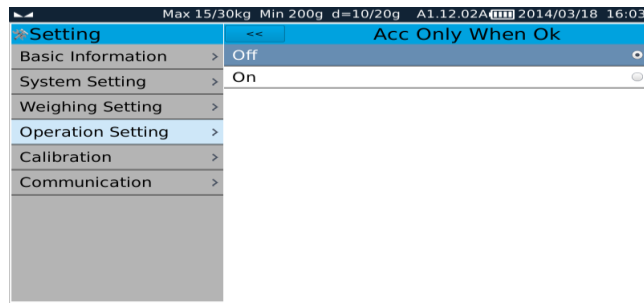 Max 15/30kg Min 200g d=10/20g A1.12.02A 2014/03/18 16:03
Setting << Acc Only When Ok
Basic Information > Off
System Setting > On
Weighing Setting >
Operation Setting >
Calibration >
Communication >